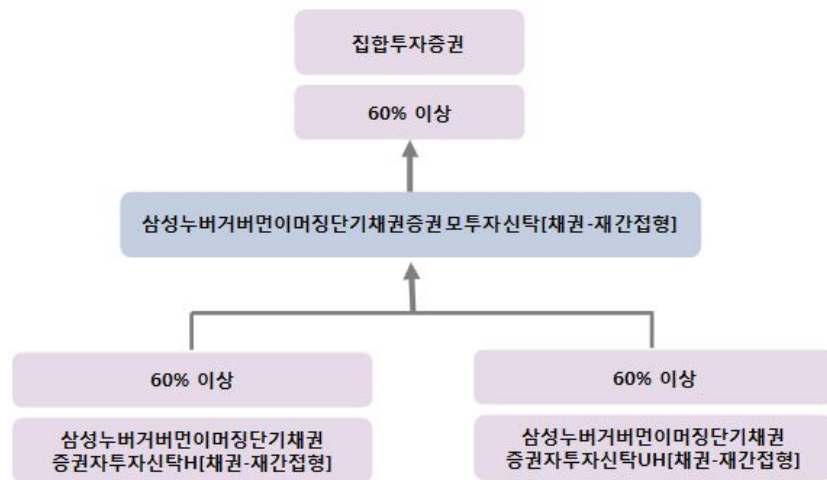 집합투자증권
60% 이상
삼성누버거버먼이머징단기채권증권모투자신탁[채권-재간접형]
60% 이상
삼성누버거버먼이머징단기채권
증권자투자신탁H[채권-재간접형]
60% 이상
삼성누버거버먼이머징단기채권
증권자투자신탁UH[채권-재간접형]